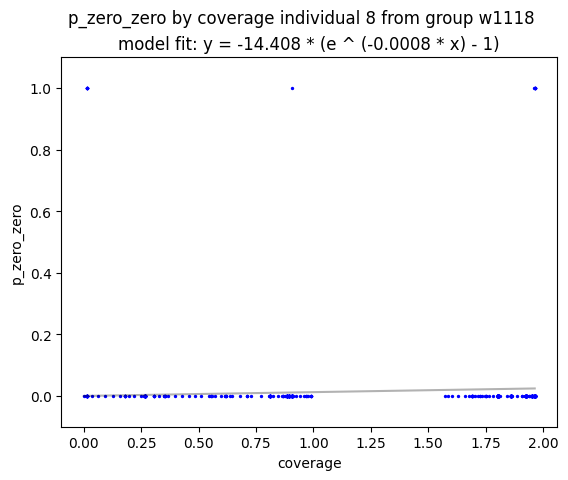 p_zero_zero by coverage individual 8 from group w1118
model fit: y = -14.408 * (e ^ (-0.0008 * x) - 1)
1.0
0.8
0.6
0.4
0.2
0.0
p_zero_zero
0.00 0.25 0.50 0.75 1.00 1.25 1.50 1.75 2.00
coverage